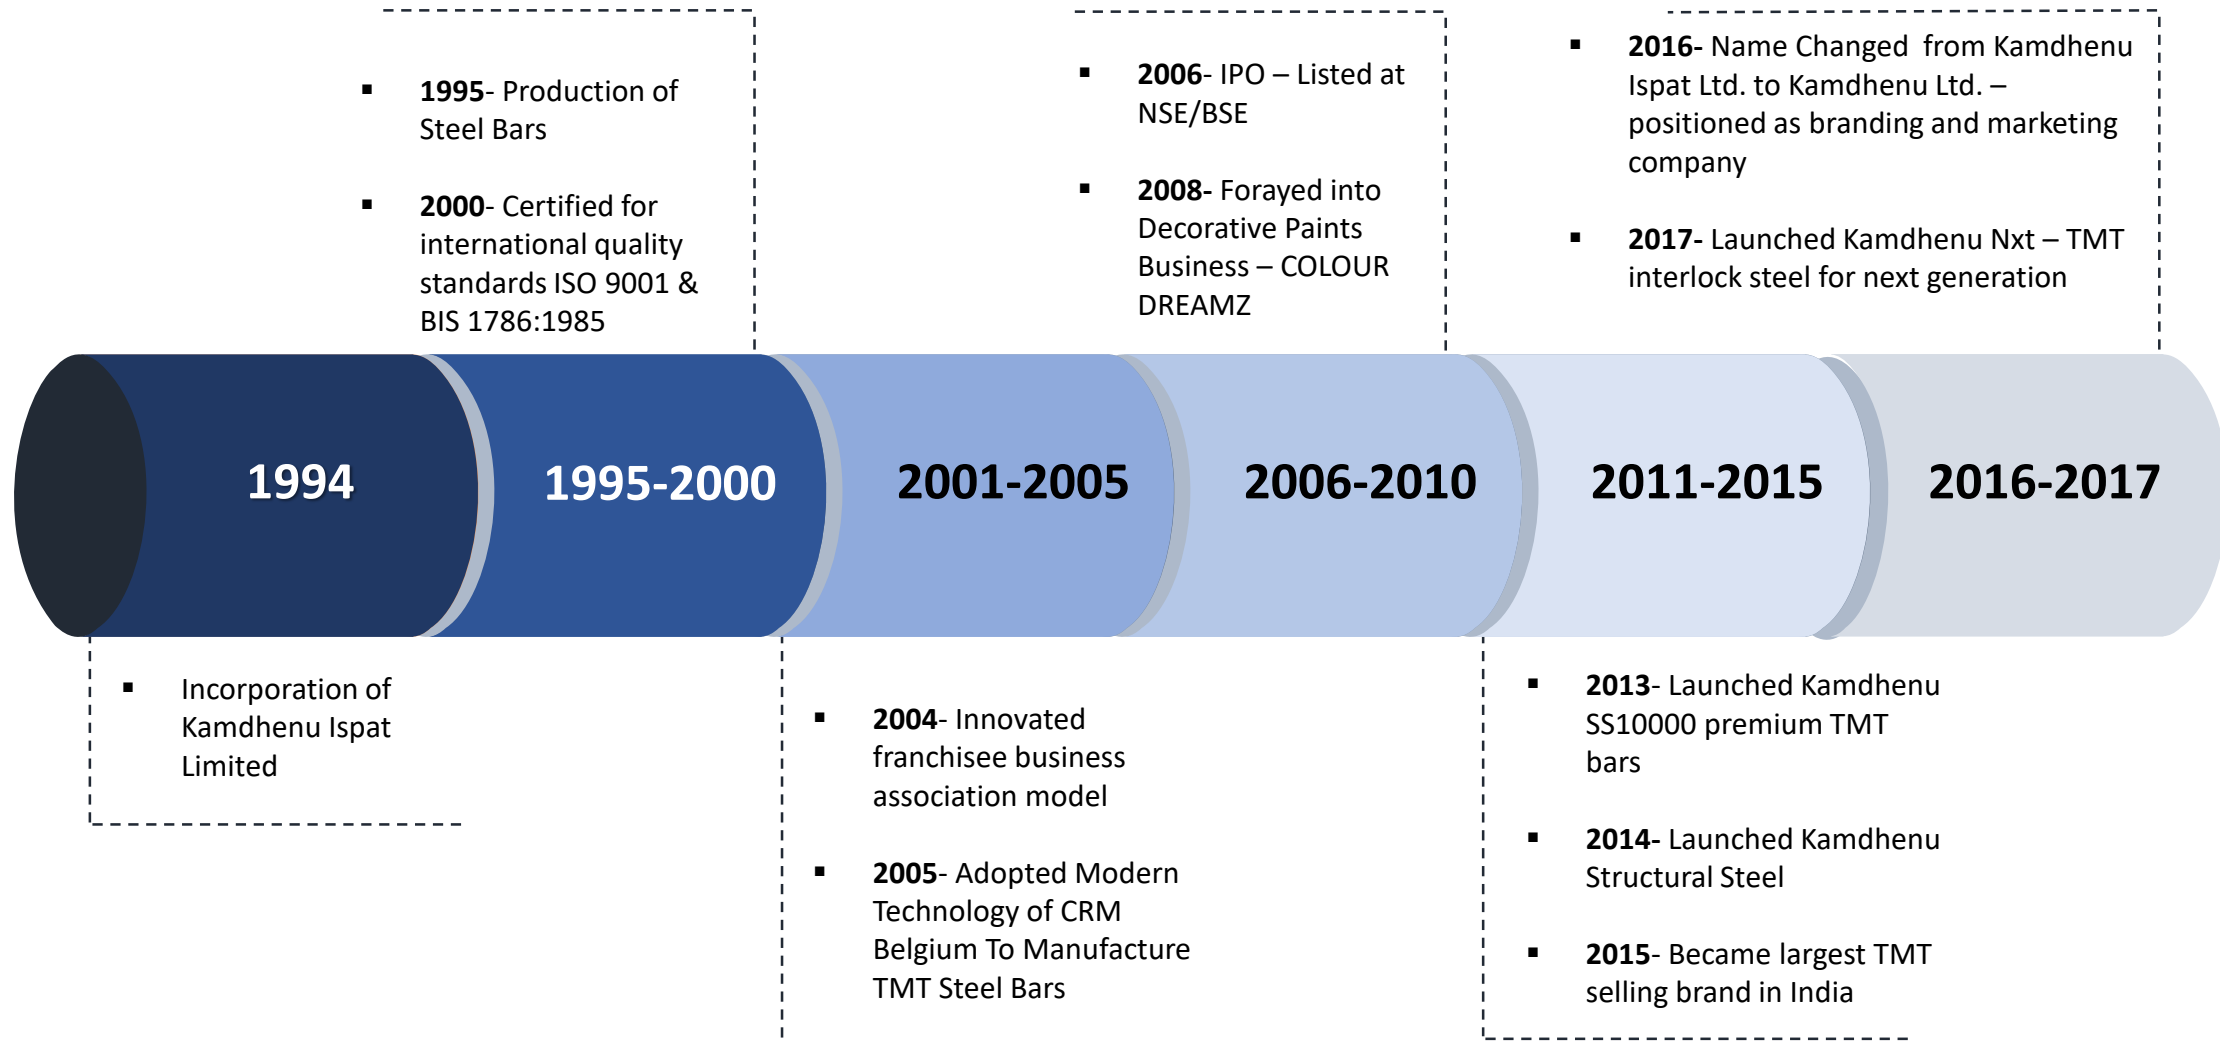 ▪ 1995- Production of
Steel Bars
▪ 2000- Certified for
international quality
standards ISO 9001 &
BIS 1786:1985
▪ 2006- IPO – Listed at
NSE/BSE
▪ 2008- Forayed into
Decorative Paints
Business – COLOUR
DREAMZ
▪ 2016- Name Changed from Kamdhenu
Ispat Ltd. to Kamdhenu Ltd. –
positioned as branding and marketing
company
▪ 2017- Launched Kamdhenu Nxt – TMT
interlock steel for next generation
1994
1995-2000
2001-2005
2006-2010
2011-2015
2016-2017
▪ Incorporation of
Kamdhenu Ispat
Limited
▪ 2004- Innovated
franchisee business
association model
▪ 2005- Adopted Modern
Technology of CRM
Belgium To Manufacture
TMT Steel Bars
▪ 2013- Launched Kamdhenu
SS10000 premium TMT
bars
▪ 2014- Launched Kamdhenu
Structural Steel
▪ 2015- Became largest TMT
selling brand in India